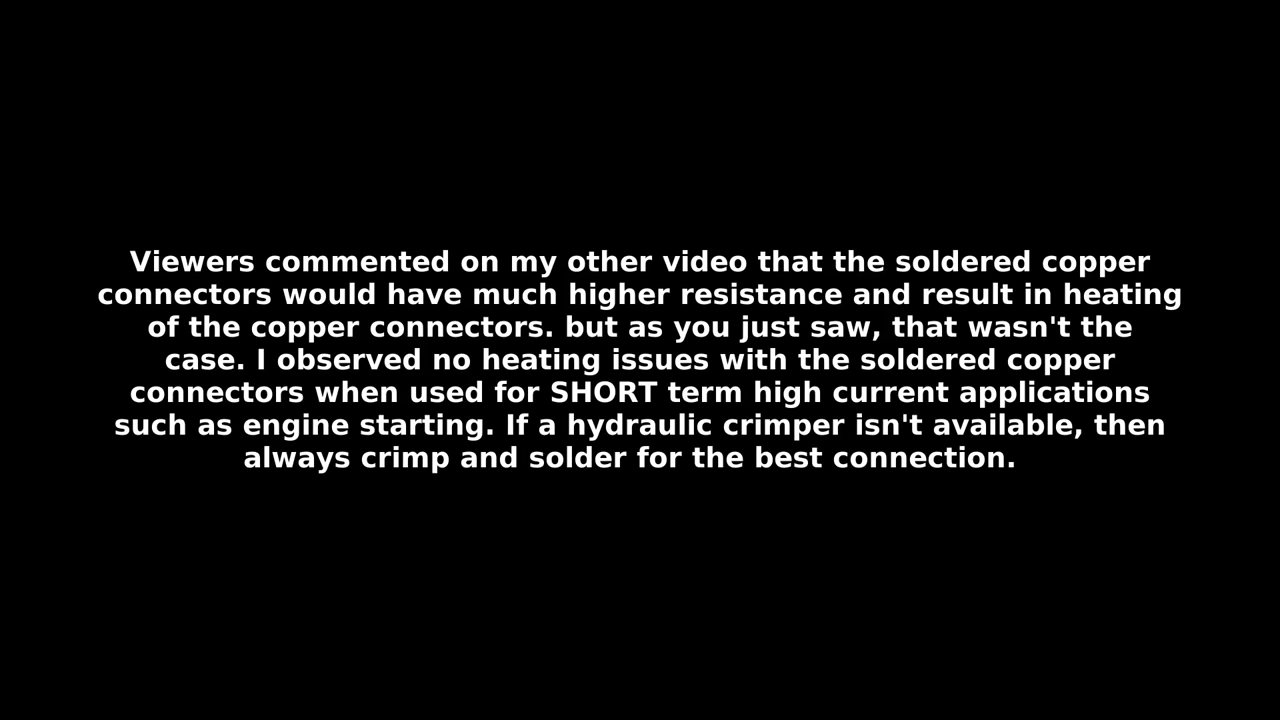 Viewers commented on my other video that the soldered copper
connectors would have much higher resistance and result in heating
of the copper connectors. but as you just saw, that wasn't the
case. I observed no heating issues with the soldered copper
connectors when used for SHORT term high current applications
such as engine starting. If a hydraulic crimper isn't available, then
always crimp and solder for the best connection.